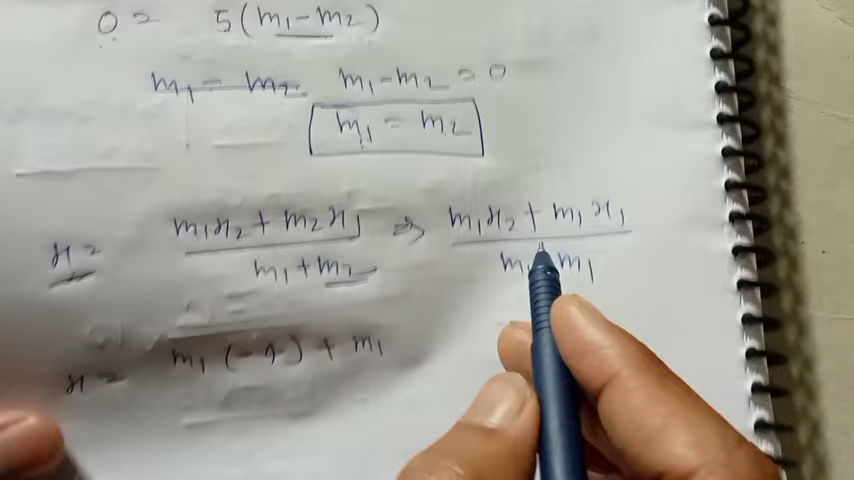 0 = 5(m₁-m₂)
m₁ = m₂ m₁-m₂ = 0
m₁ = m₂
x = m₁x₂ + m₂x₁ ⇒ m₁x₂ + m₁x₁
m₁ + m₂ m₁ m₁
x = m₁(- ) + m₁